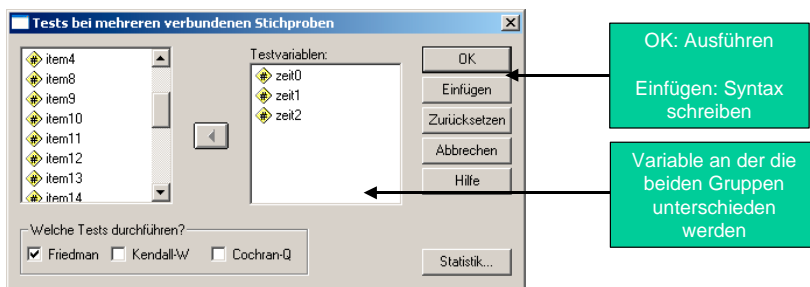 Tests bei mehreren verbundenen Stichproben
item4
item8
item9
item10
item11
item12
item13
item14
Testvariablen:
zeit0
zeit1
zeit2
OK
Einfügen
Zurücksetzen
Abbrechen
Hilfe
Welche Tests durchführen?
Friedman Kendall-W Cochran-Q
Statistik...
OK: Ausführen
Einfügen: Syntax
schreiben
Variable an der die
beiden Gruppen
unterschieden
werden